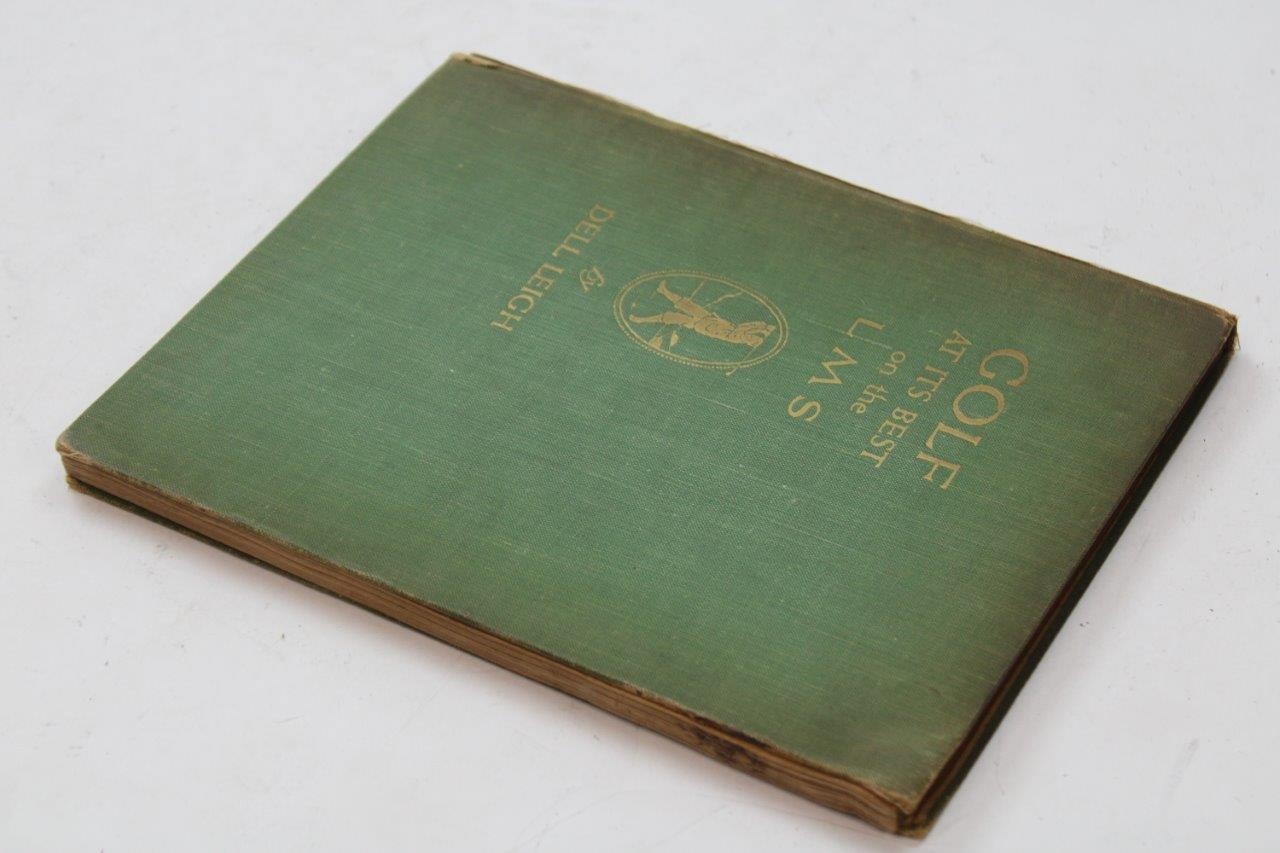 GOLF
AT ITS BEST
on the
L M S
by
DELL LEIGH